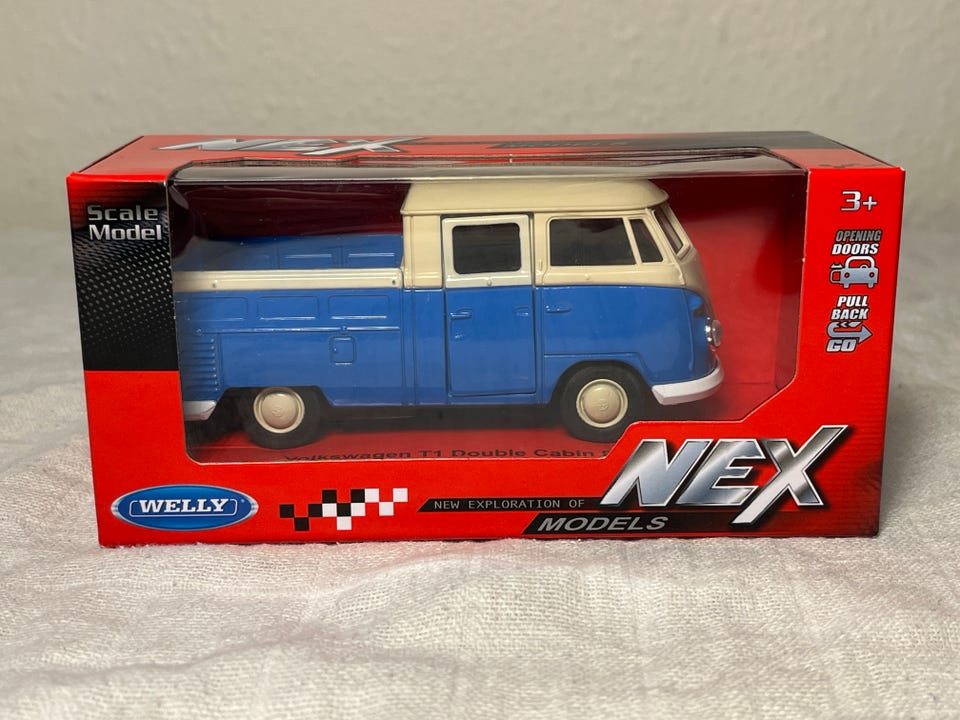 NEX
MODELS
Scale
Model
3+
OPENING
DOORS
PULL
BACK
GO
Volkswagen T1 Double Cabin
WELLY
NEW EXPLORATION OF
NEX
MODELS